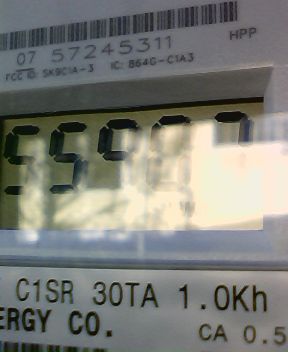 HPP
07 57245311
FCC ID: SK9C1A-3 IC: 864G-C1A3
C1SR 30TA 1.0Kh
ERGY CO.
CA 0.5